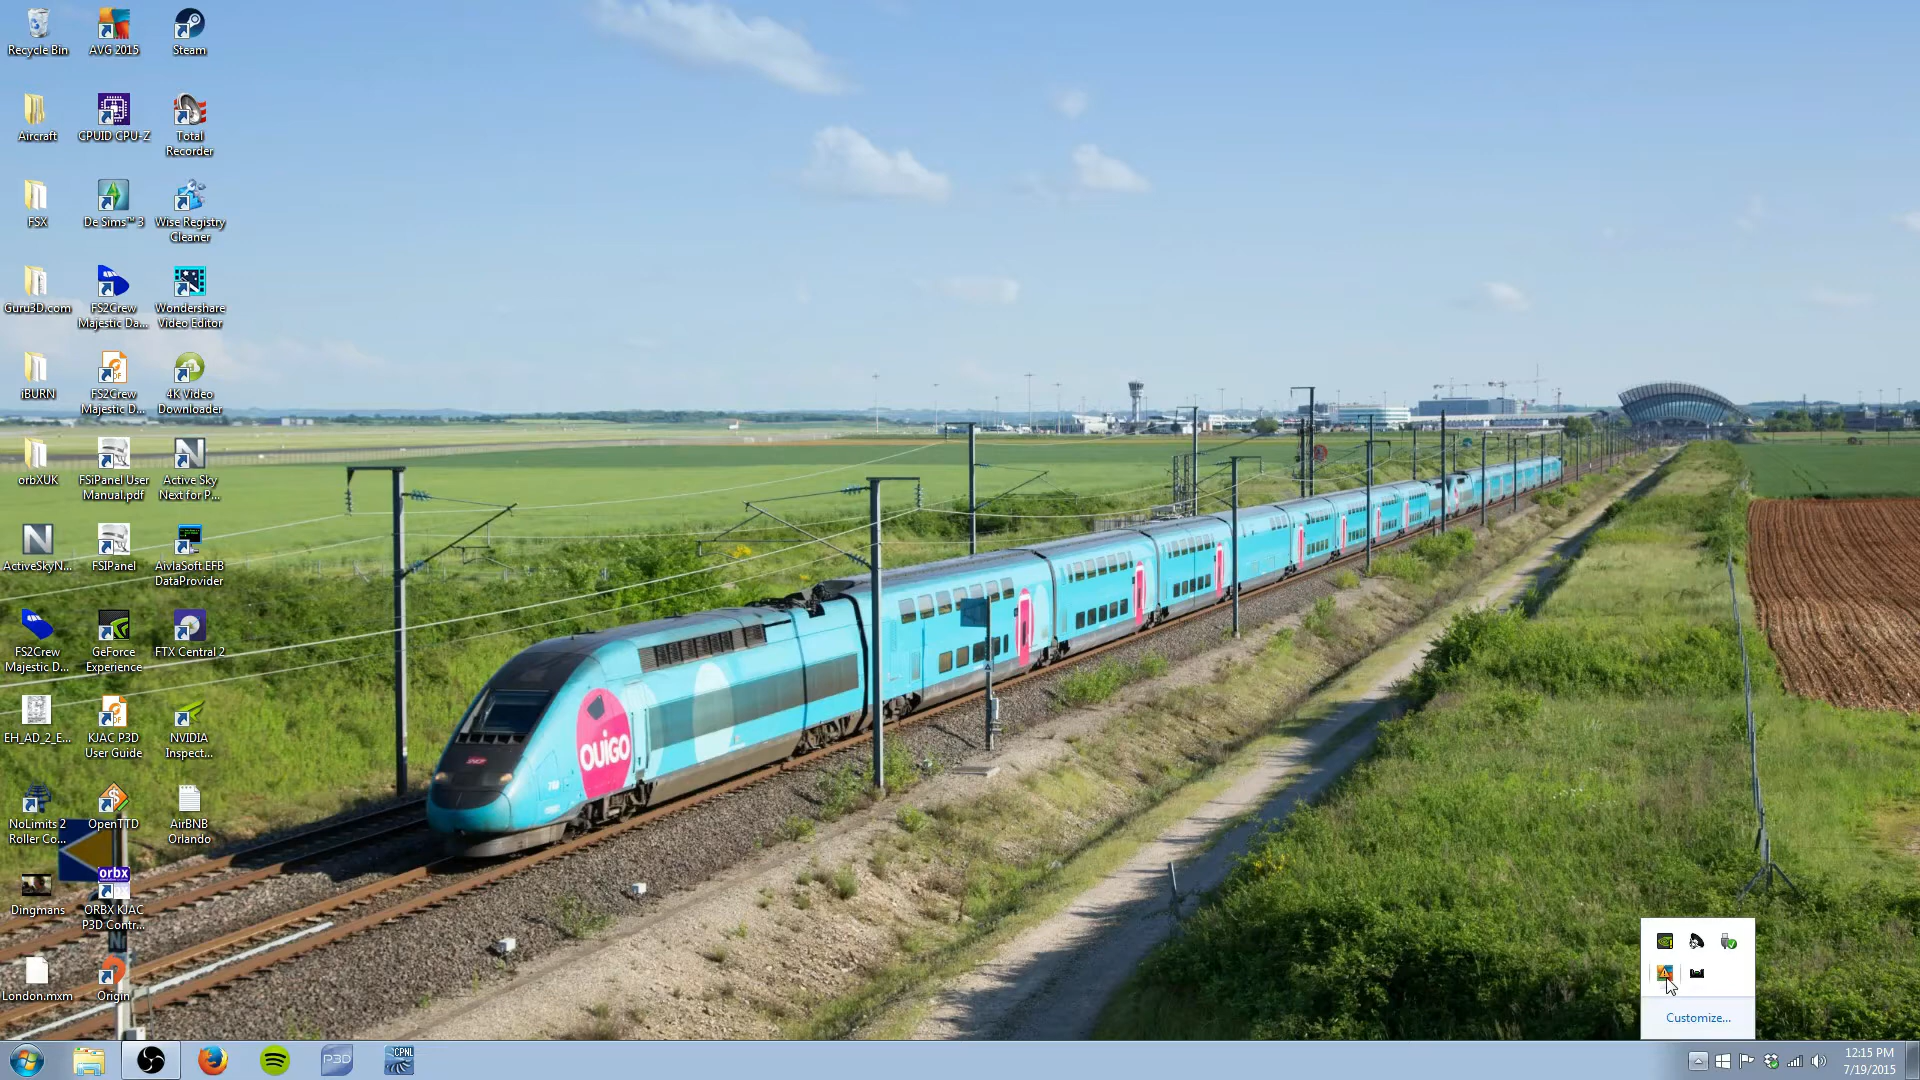 Recycle Bin
AVG 2015
Steam
Aircraft
CPUID CPU-Z
Total
Recorder
FSX
De Sims™ 3
Wise Registry
Cleaner
Guru3D.com
FS2Crew
Majestic Da...
Wondershare
Video Editor
iBURN
FS2Crew
Majestic D...
4K Video
Downloader
orbXUK
FSiPanel User
Manual.pdf
Active Sky
Next for P...
ActiveSkyN...
FSIPanel
AivlaSoft EFB
DataProvider
FS2Crew
Majestic D...
GeForce
Experience
FTX Central 2
EH_AD_2_E...
KJAC P3D
User Guide
NVIDIA
Inspect...
NoLimits 2
Roller Co...
OpenTTD
AirBNB
Orlando
Dingmans
orbx
ORBX KJAC
P3D Contr...
London.mxm
Origin
OUIGO
SNCF
Customize...
P3D
CPNL
12:15 PM
7/19/2015